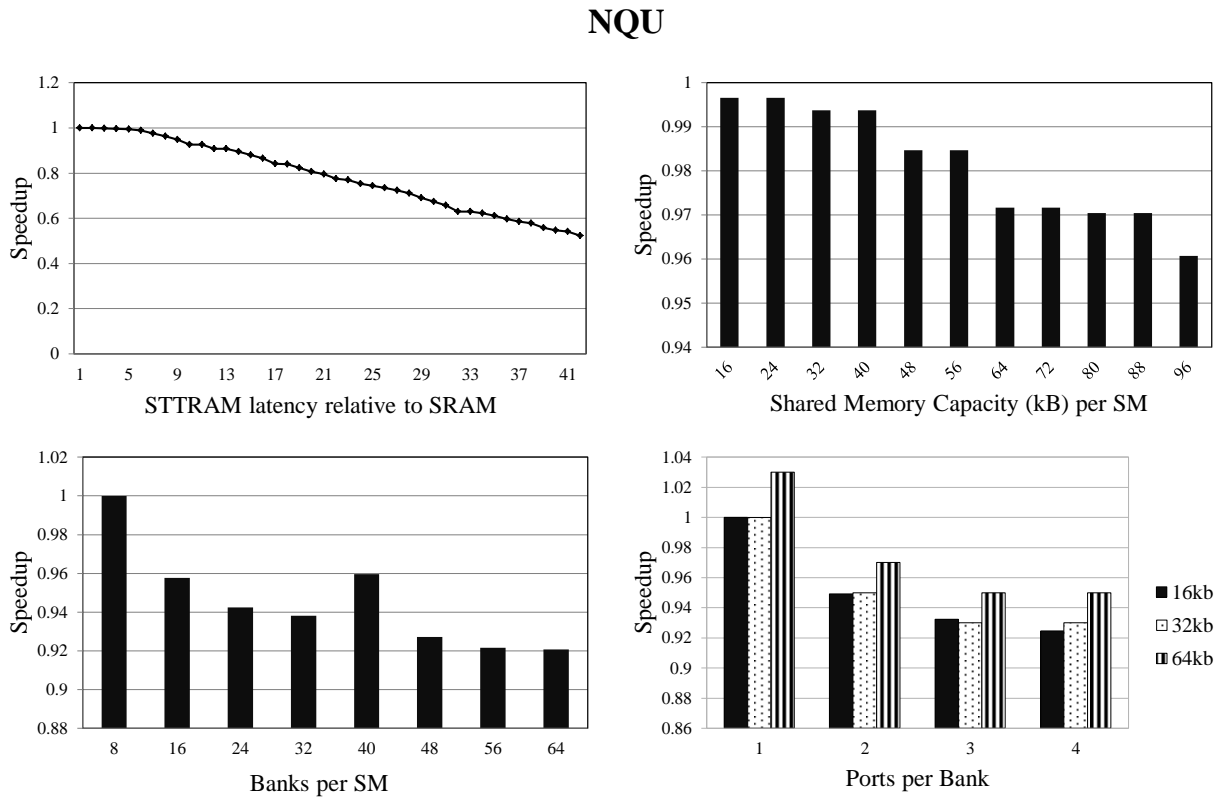 NQU
1.2
1
0.8
0.6
0.4
0.2
0
Speedup
1 5 9 13 17 21 25 29 33 37 41
STTRAM latency relative to SRAM
1
0.99
0.98
0.97
0.96
0.95
0.94
Speedup
16 24 32 40 48 56 64 72 80 88 96
Shared Memory Capacity (kB) per SM
1.02
1
0.98
0.96
0.94
0.92
0.9
0.88
Speedup
8 16 24 32 40 48 56 64
Banks per SM
1.04
1.02
1
0.98
0.96
0.94
0.92
0.9
0.88
0.86
Speedup
1 2 3 4
Ports per Bank
16kb
32kb
64kb